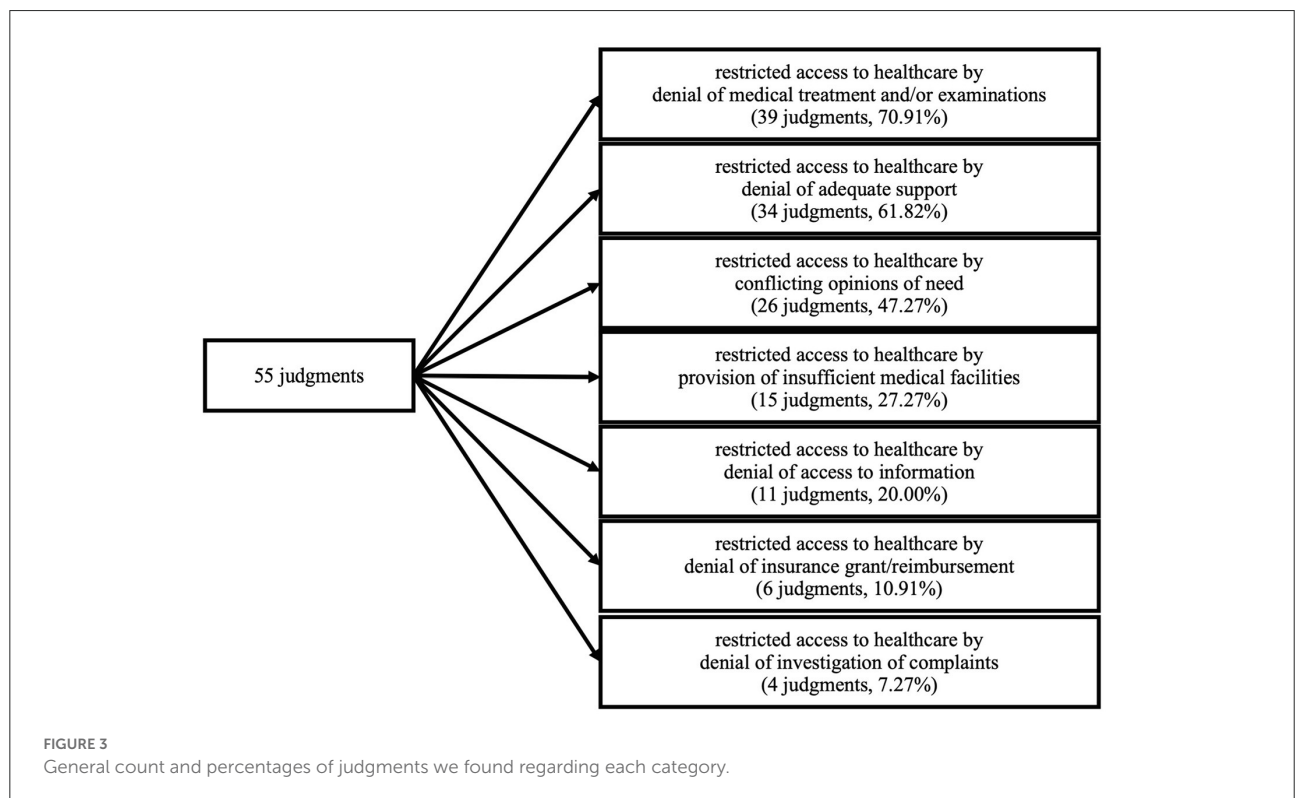 restricted access to healthcare by
denial of medical treatment and/or examinations
(39 judgments, 70.91%)
restricted access to healthcare by
denial of adequate support
(34 judgments, 61.82%)
restricted access to healthcare by
conflicting opinions of need
(26 judgments, 47.27%)
55 judgments
restricted access to healthcare by
provision of insufficient medical facilities
(15 judgments, 27.27%)
restricted access to healthcare by
denial of access to information
(11 judgments, 20.00%)
restricted access to healthcare by
denial of insurance grant/reimbursement
(6 judgments, 10.91%)
restricted access to healthcare by
denial of investigation of complaints
(4 judgments, 7.27%)
FIGURE 3
General count and percentages of judgments we found regarding each category.